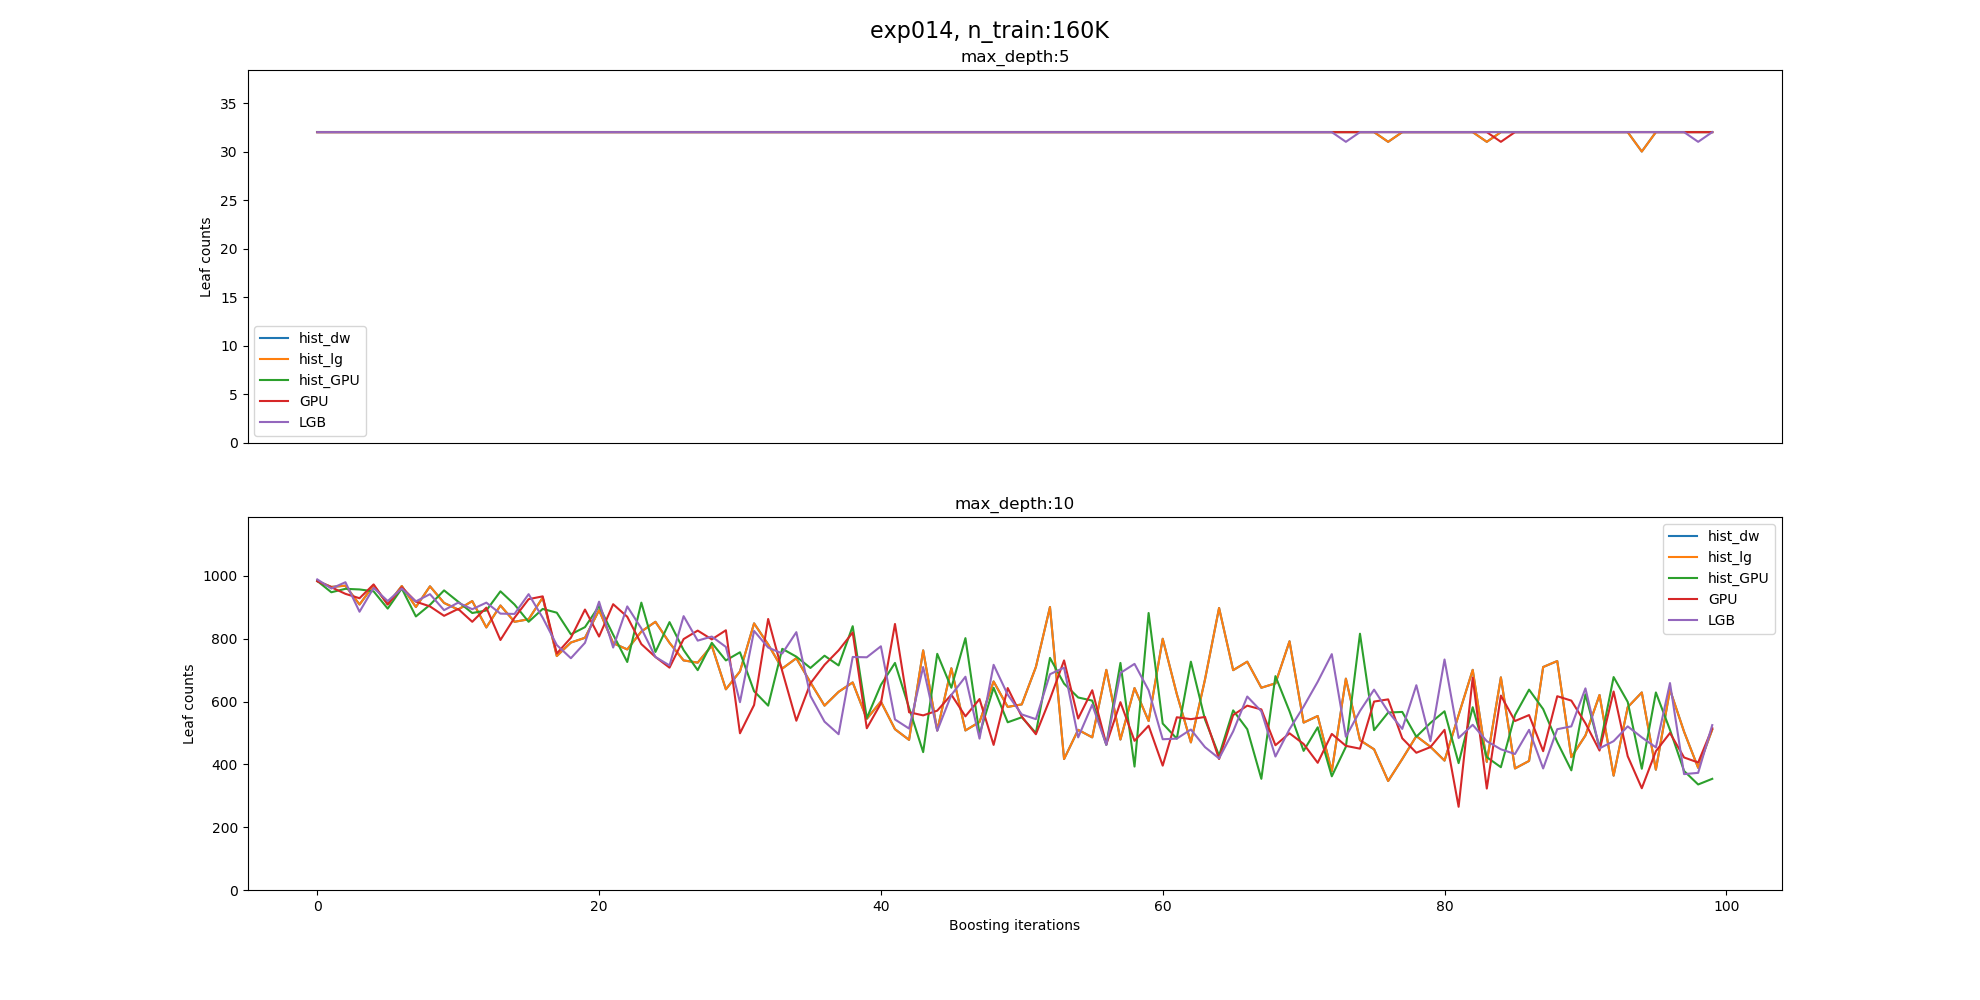 exp014, n_train:160K
max_depth:5
35
30
25
20
15
10
5
0
Leaf counts
hist_dw
hist_lg
hist_GPU
GPU
LGB
max_depth:10
1000
800
600
400
200
0
Leaf counts
hist_dw
hist_lg
hist_GPU
GPU
LGB
0 20 40 60 80 100
Boosting iterations